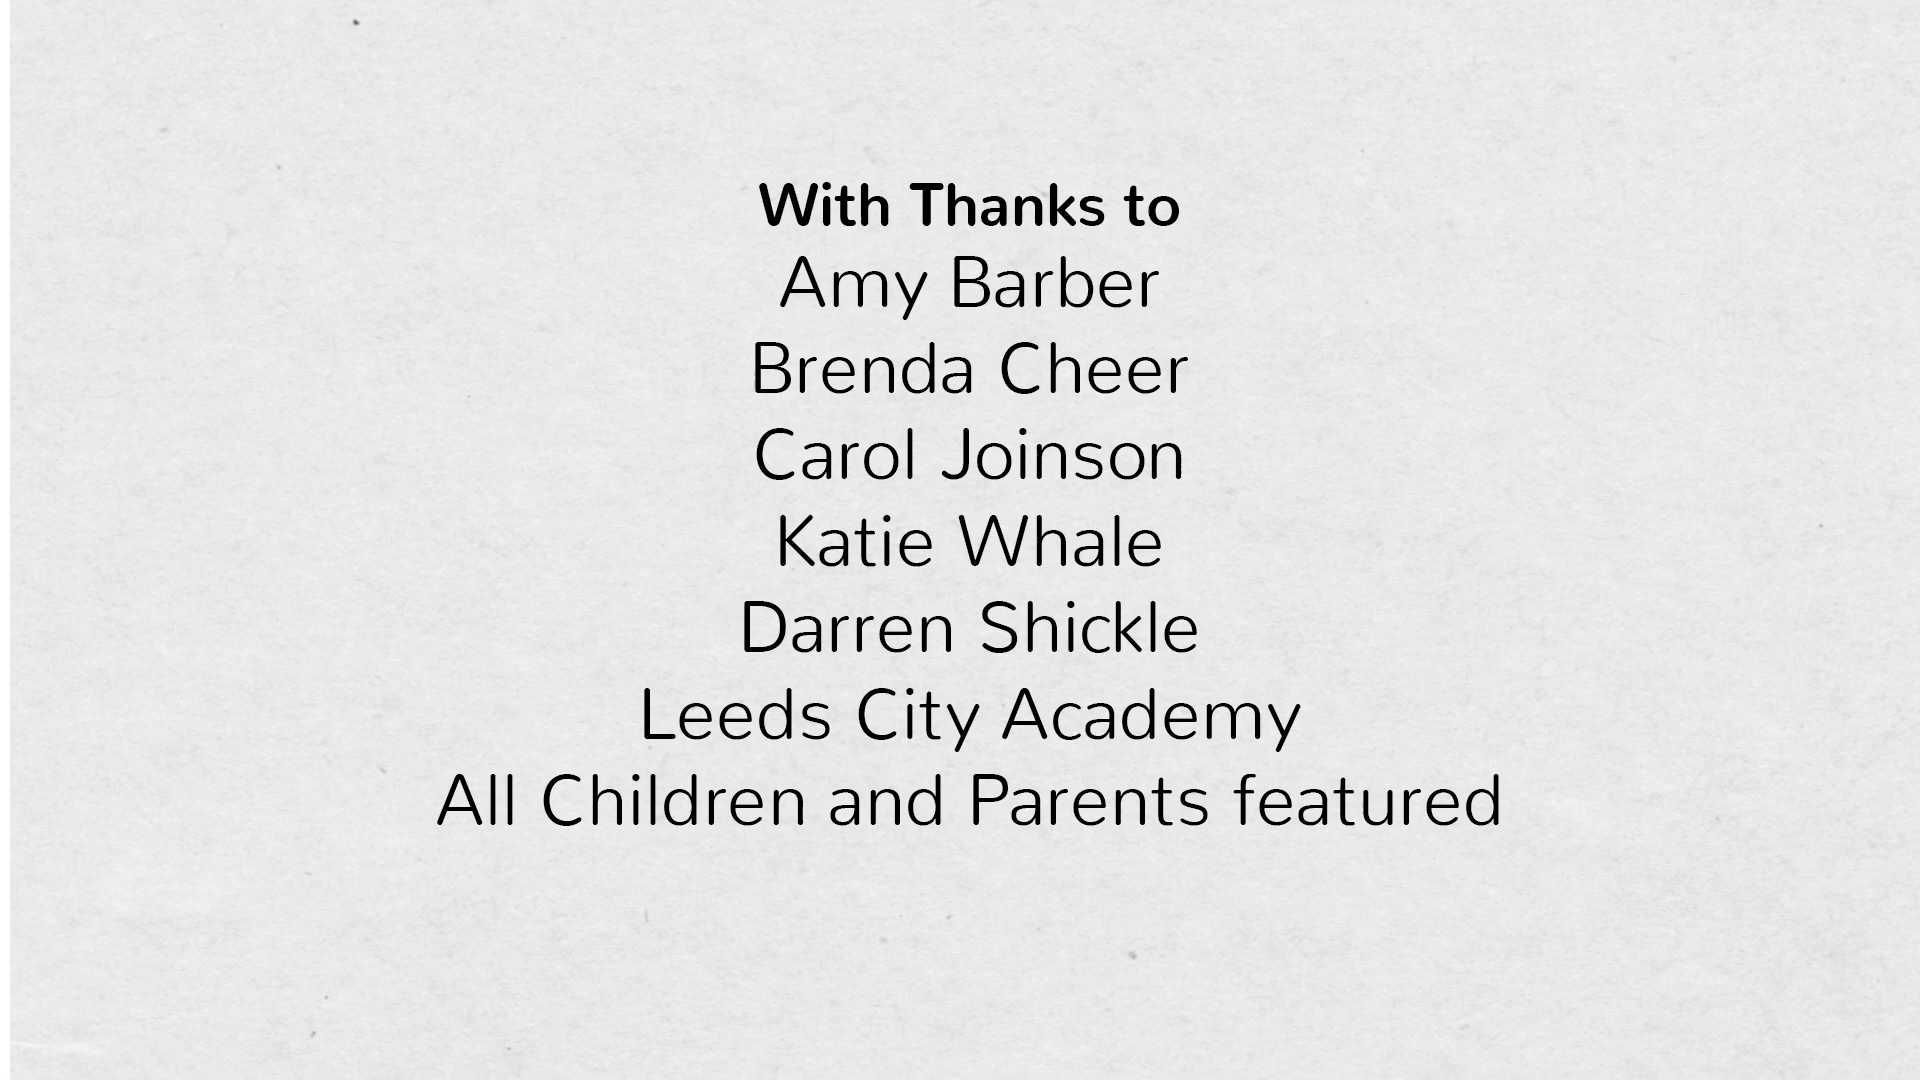 With Thanks to
Amy Barber
Brenda Cheer
Carol Joinson
Katie Whale
Darren Shickle
Leeds City Academy
All Children and Parents featured